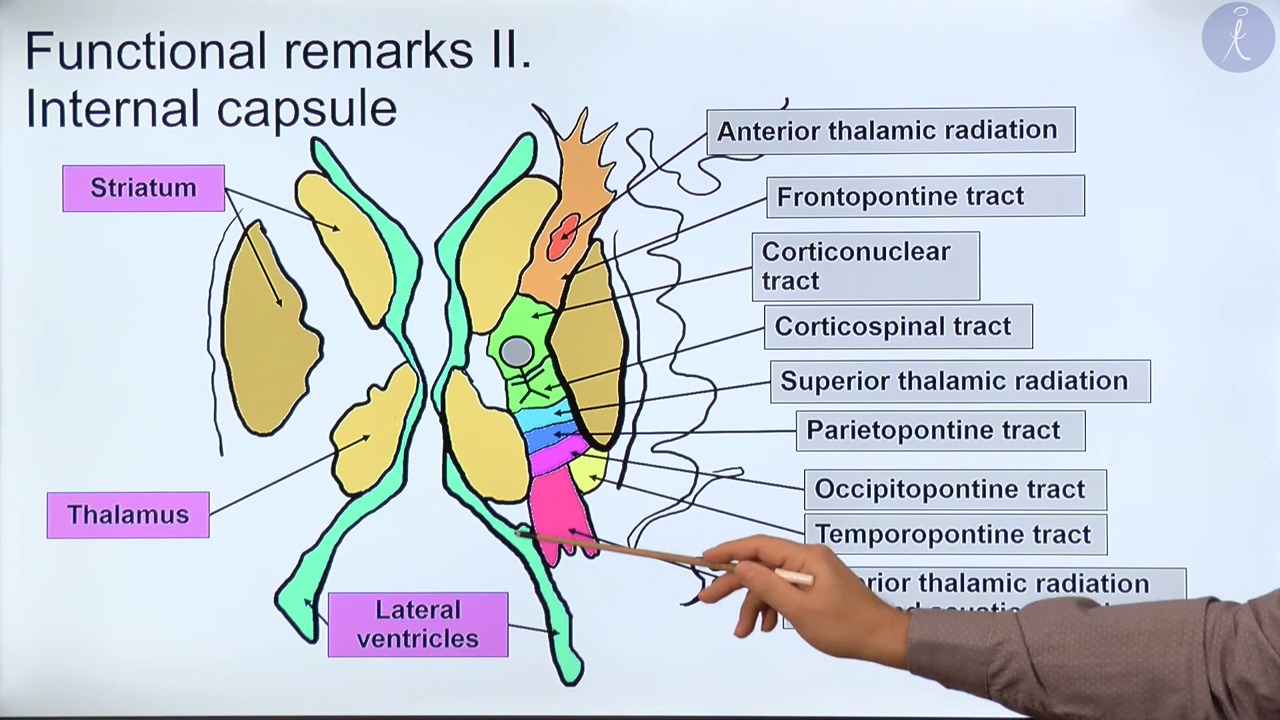 Functional remarks II.
Internal capsule
Striatum
Thalamus
Lateral
ventricles
Anterior thalamic radiation
Frontopontine tract
Corticonuclear
tract
Corticospinal tract
Superior thalamic radiation
Parietopontine tract
Occipitopontine tract
Temporopontine tract
thalamic radiation